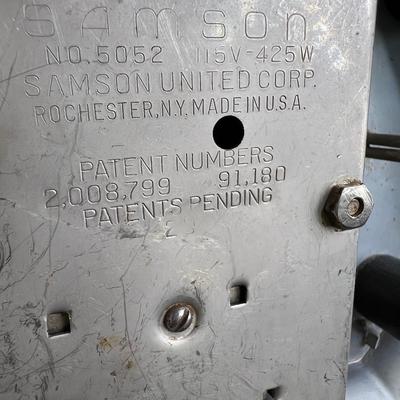 SAMSON
NO. 5052 115V-425W
SAMSON UNITED CORP.
ROCHESTER, N.Y. MADE IN U.S.A.
PATENT NUMBERS
2,008,799 91,180
PATENTS PENDING